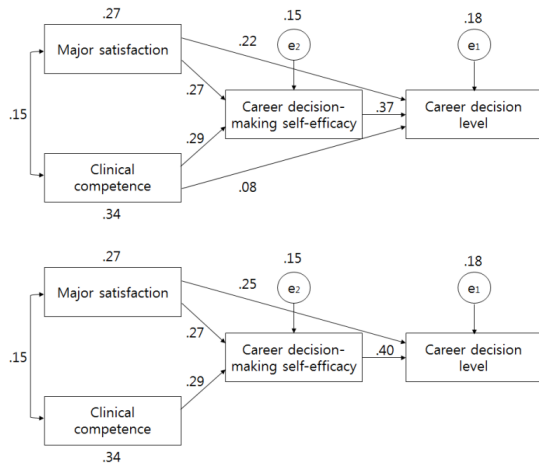 .27
.15
.18
Major satisfaction
.22
e2
e1
.27
.15
Career decision-
making self-efficacy
.37
Career decision
level
.29
Clinical
competence
.08
.34
.27
.15
.18
Major satisfaction
.25
e2
e1
.27
.15
Career decision-
making self-efficacy
.40
Career decision
level
.29
Clinical
competence
.34